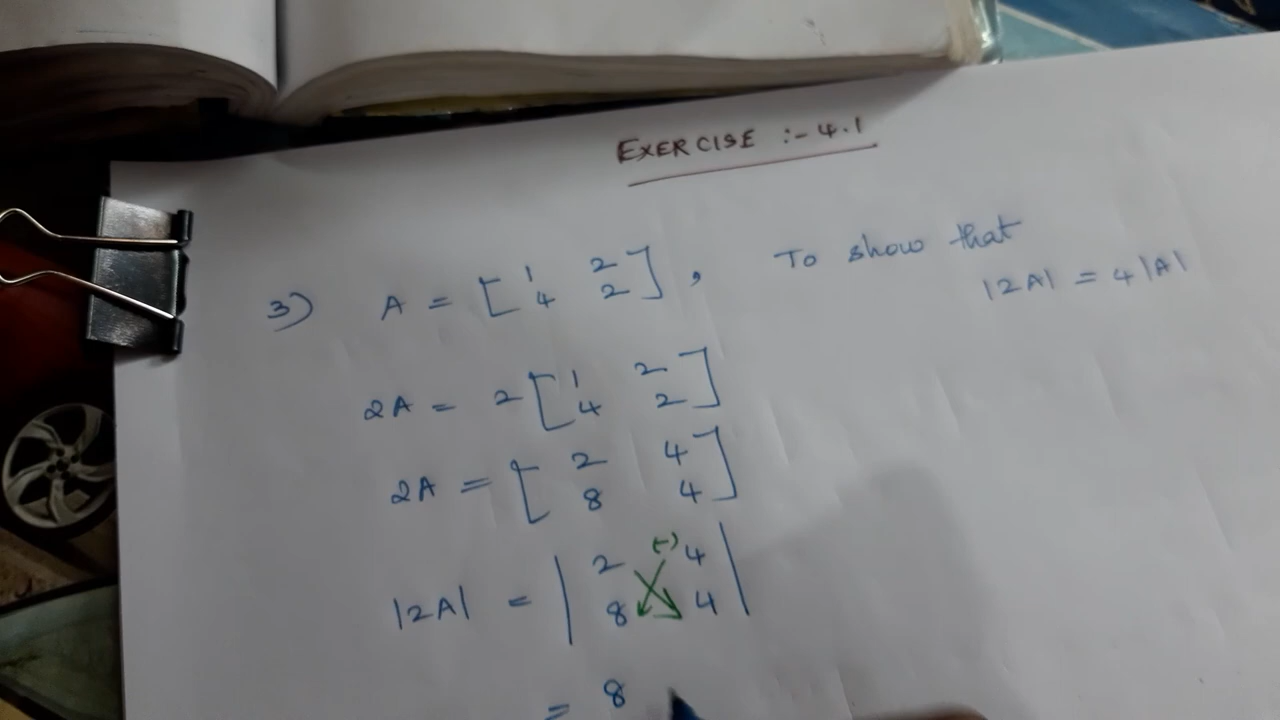 EXERCISE :- 4.1
3) A = [ 1 2
4 2 ] , To show that
|2A| = 4|A|
2A = 2 [ 1 2
4 2 ]
2A = [ 2 4
8 4 ]
|2A| = | 2 (-) 4
8 4 |
= 8